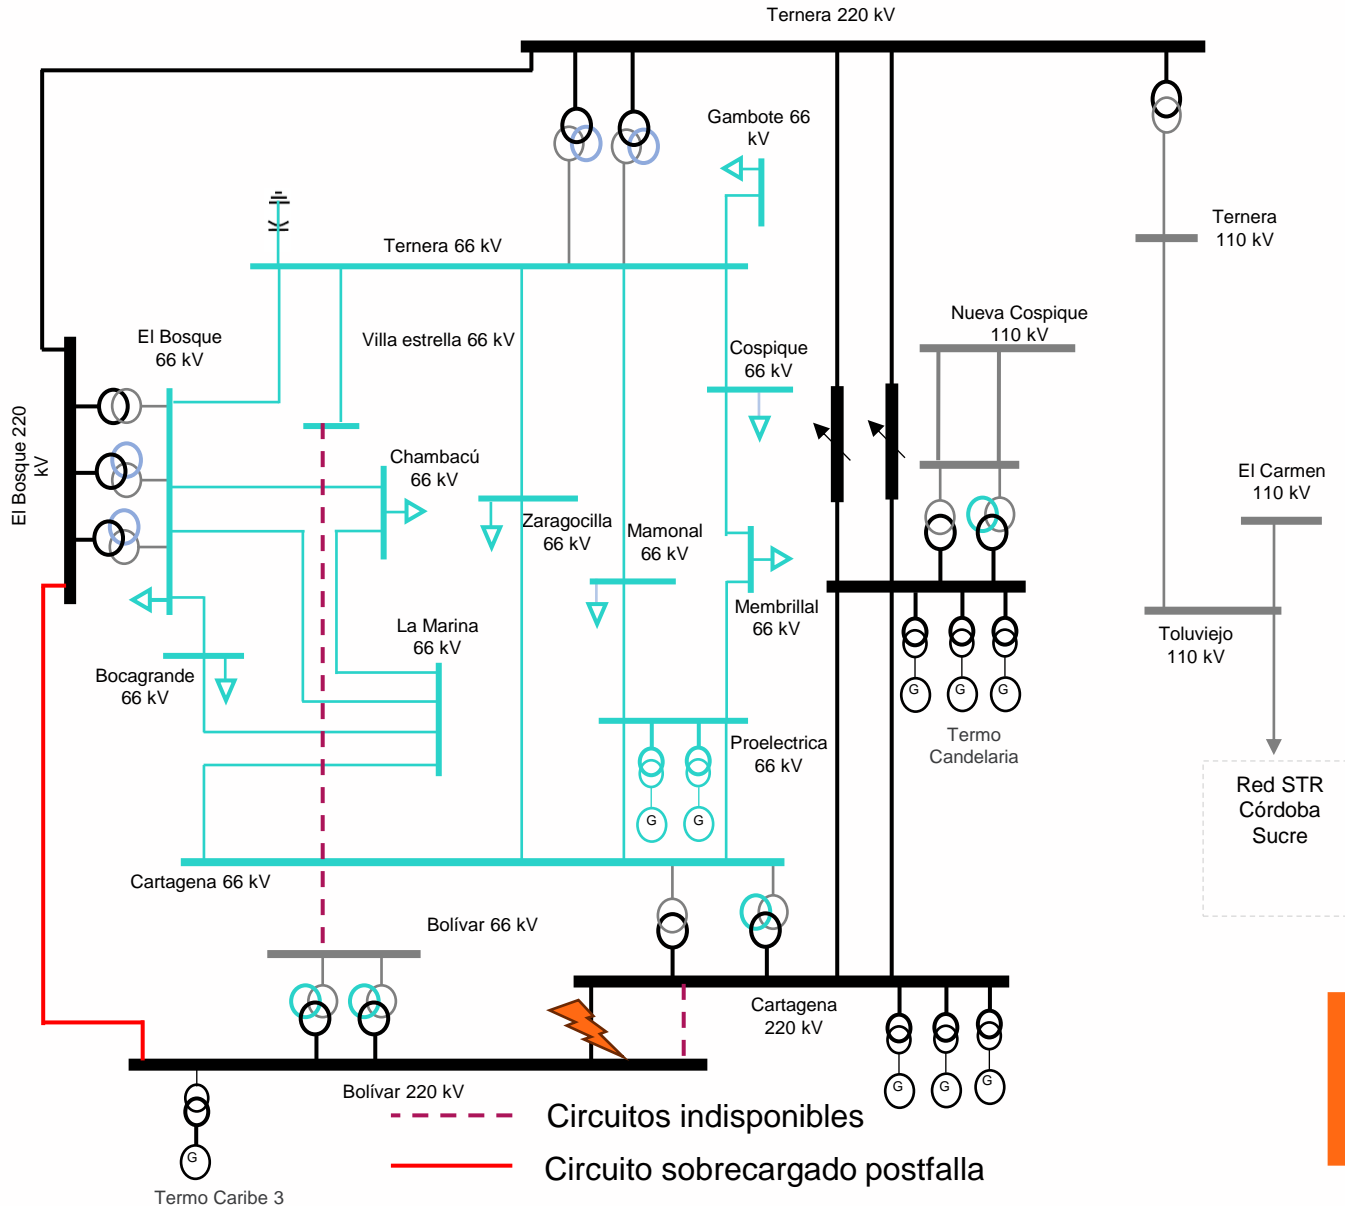 Ternera 220 kV
Gambote 66
kV
Ternera
110 kV
Ternera 66 kV
El Bosque
66 kV
Villa estrella 66 kV
Nueva Cospique
110 kV
Cospique
66 kV
El Bosque 220
kV
Chambacú
66 kV
El Carmen
110 kV
Zaragocilla
66 kV
Mamonal
66 kV
Membrillal
66 kV
La Marina
66 kV
Toluviejo
110 kV
Bocagrande
66 kV
G
G
G
Termo
Candelaria
Proelectrica
66 kV
G
G
Red STR
Córdoba
Sucre
Cartagena 66 kV
Bolívar 66 kV
Cartagena
220 kV
G
G
G
Bolívar 220 kV
Circuitos indisponibles
G
Circuito sobrecargado postfalla
Termo Caribe 3